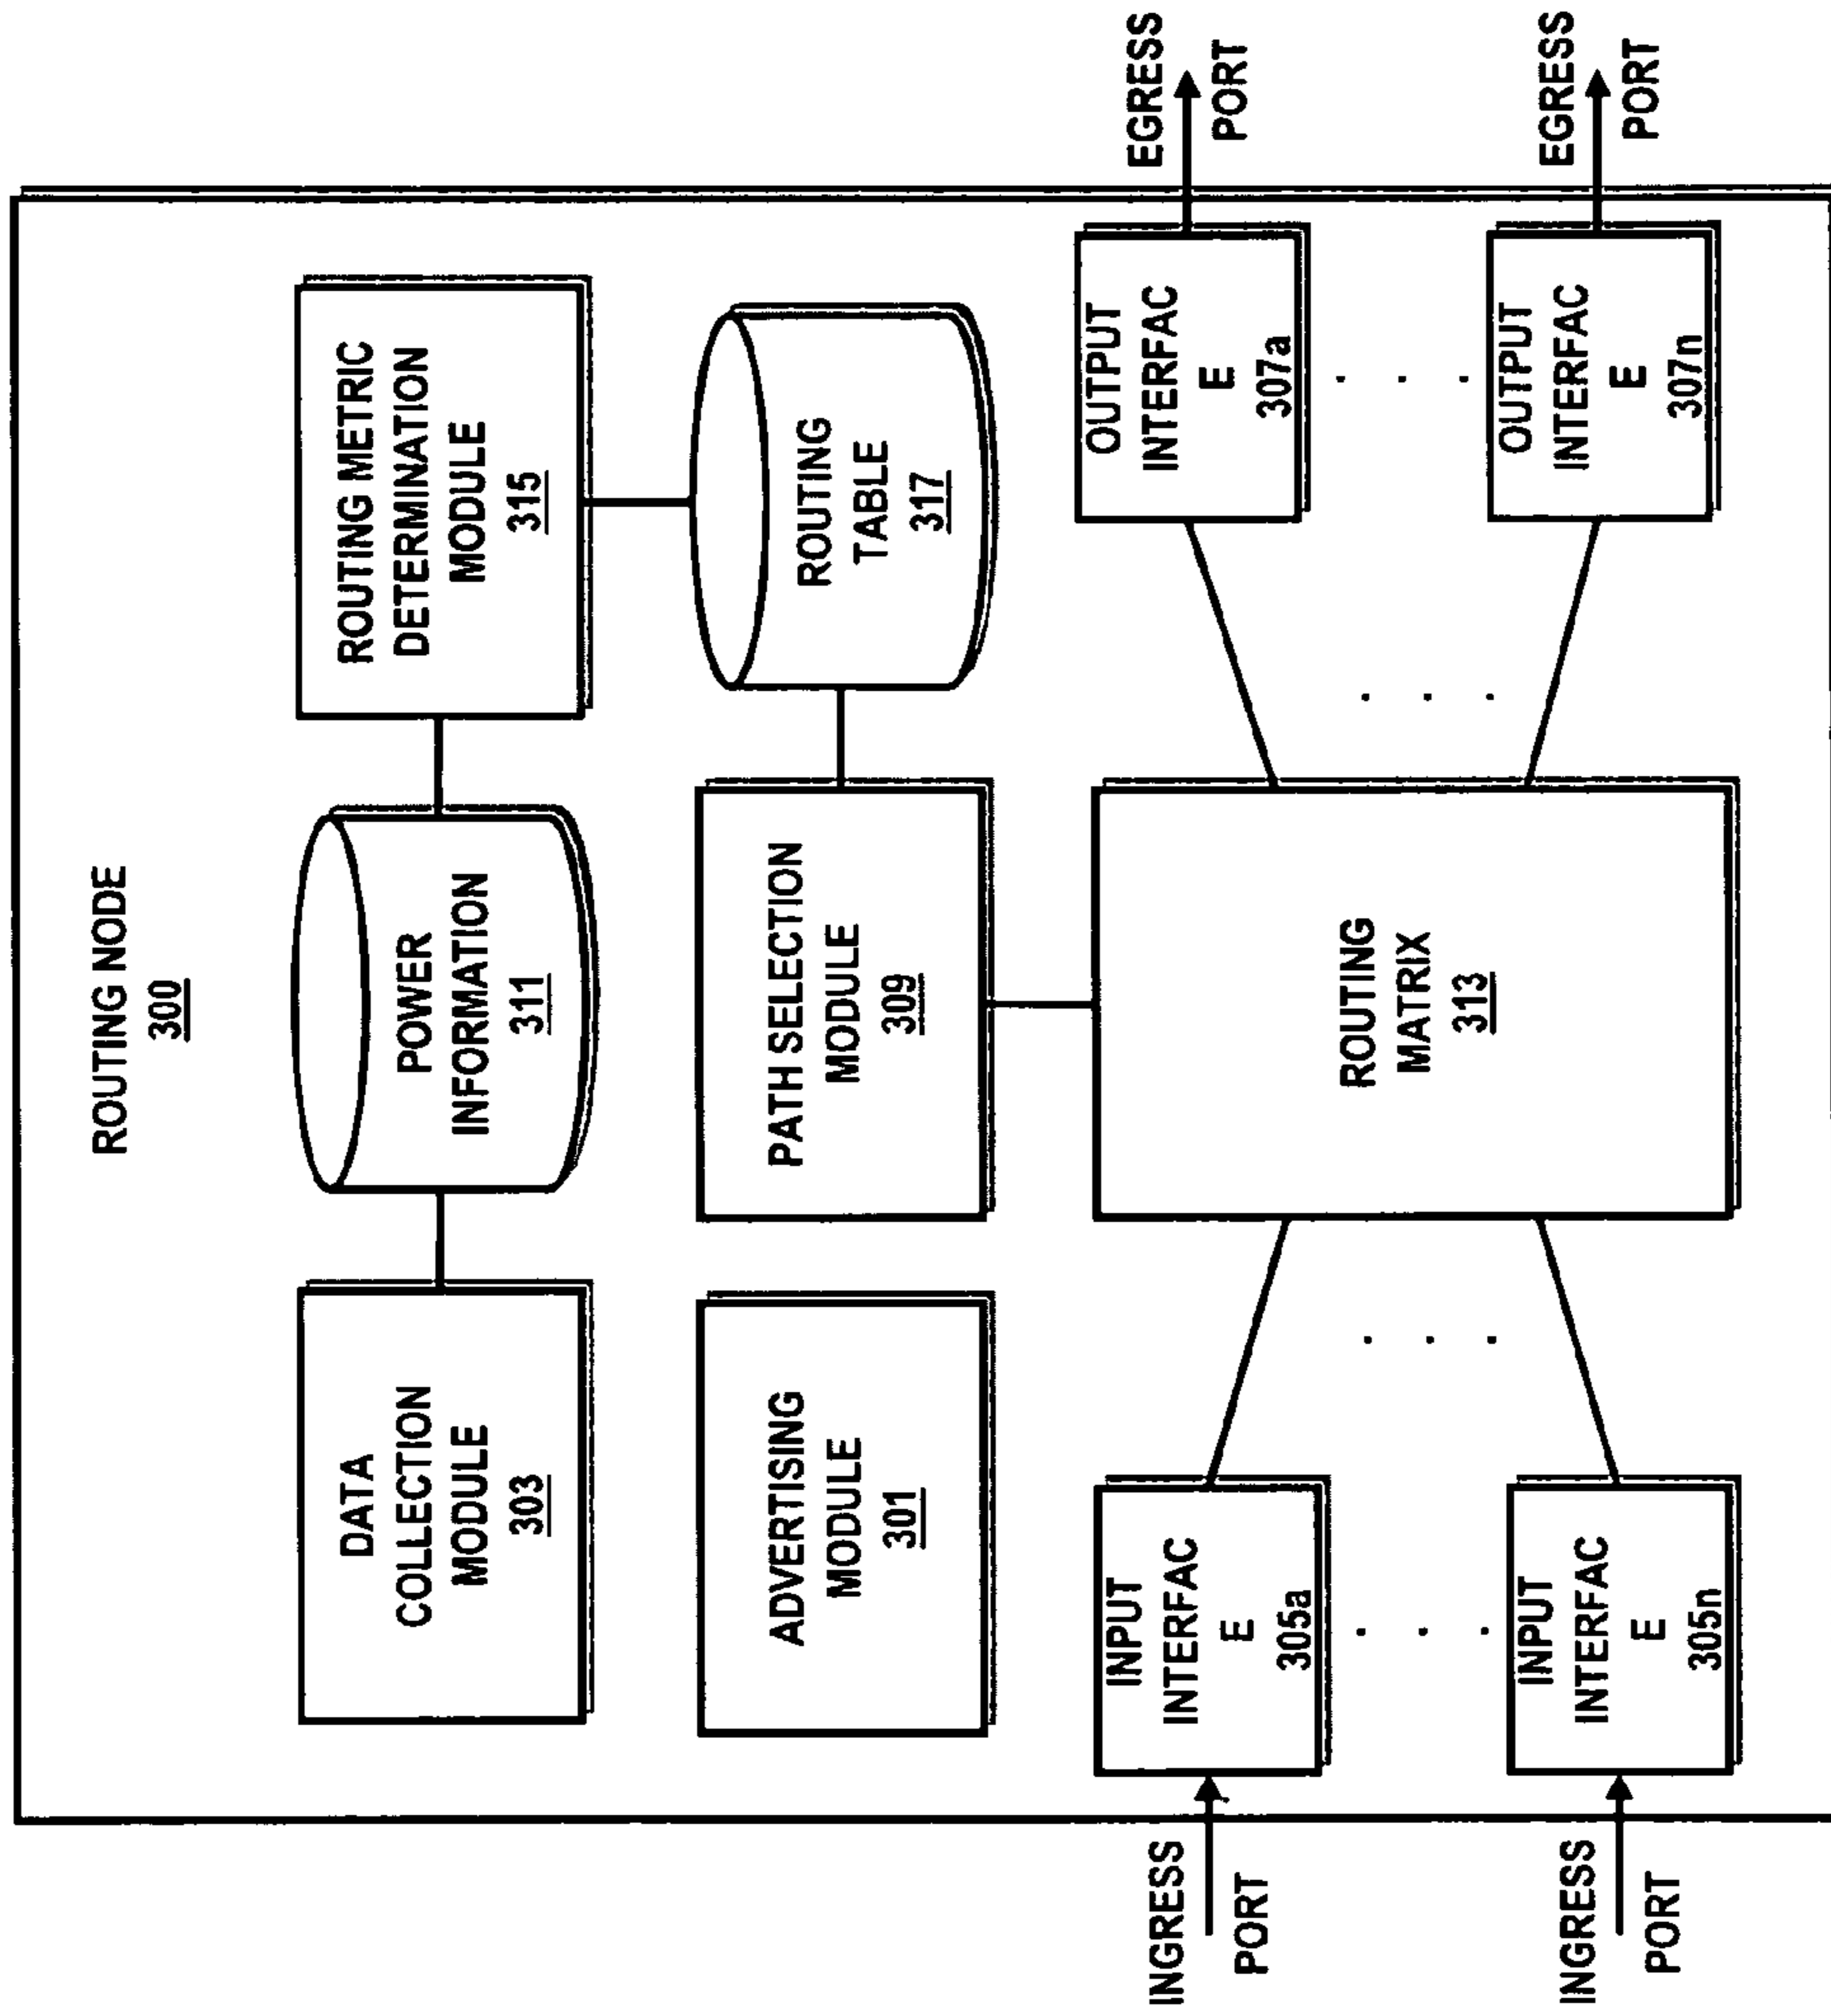 ROUTING NODE
300
DATA
COLLECTION
MODULE
303
POWER
INFORMATION
311
ROUTING METRIC
DETERMINATION
MODULE
315
ADVERTISING
MODULE
301
PATH SELECTION
MODULE
309
ROUTING
TABLE
317
INGRESS
PORT
INPUT
INTERFAC
E
305a
ROUTING
MATRIX
313
OUTPUT
INTERFAC
E
307a
EGRESS
PORT
. . .
. . .
. . .
. . .
INGRESS
PORT
INPUT
INTERFAC
E
305n
OUTPUT
INTERFAC
E
307n
EGRESS
PORT